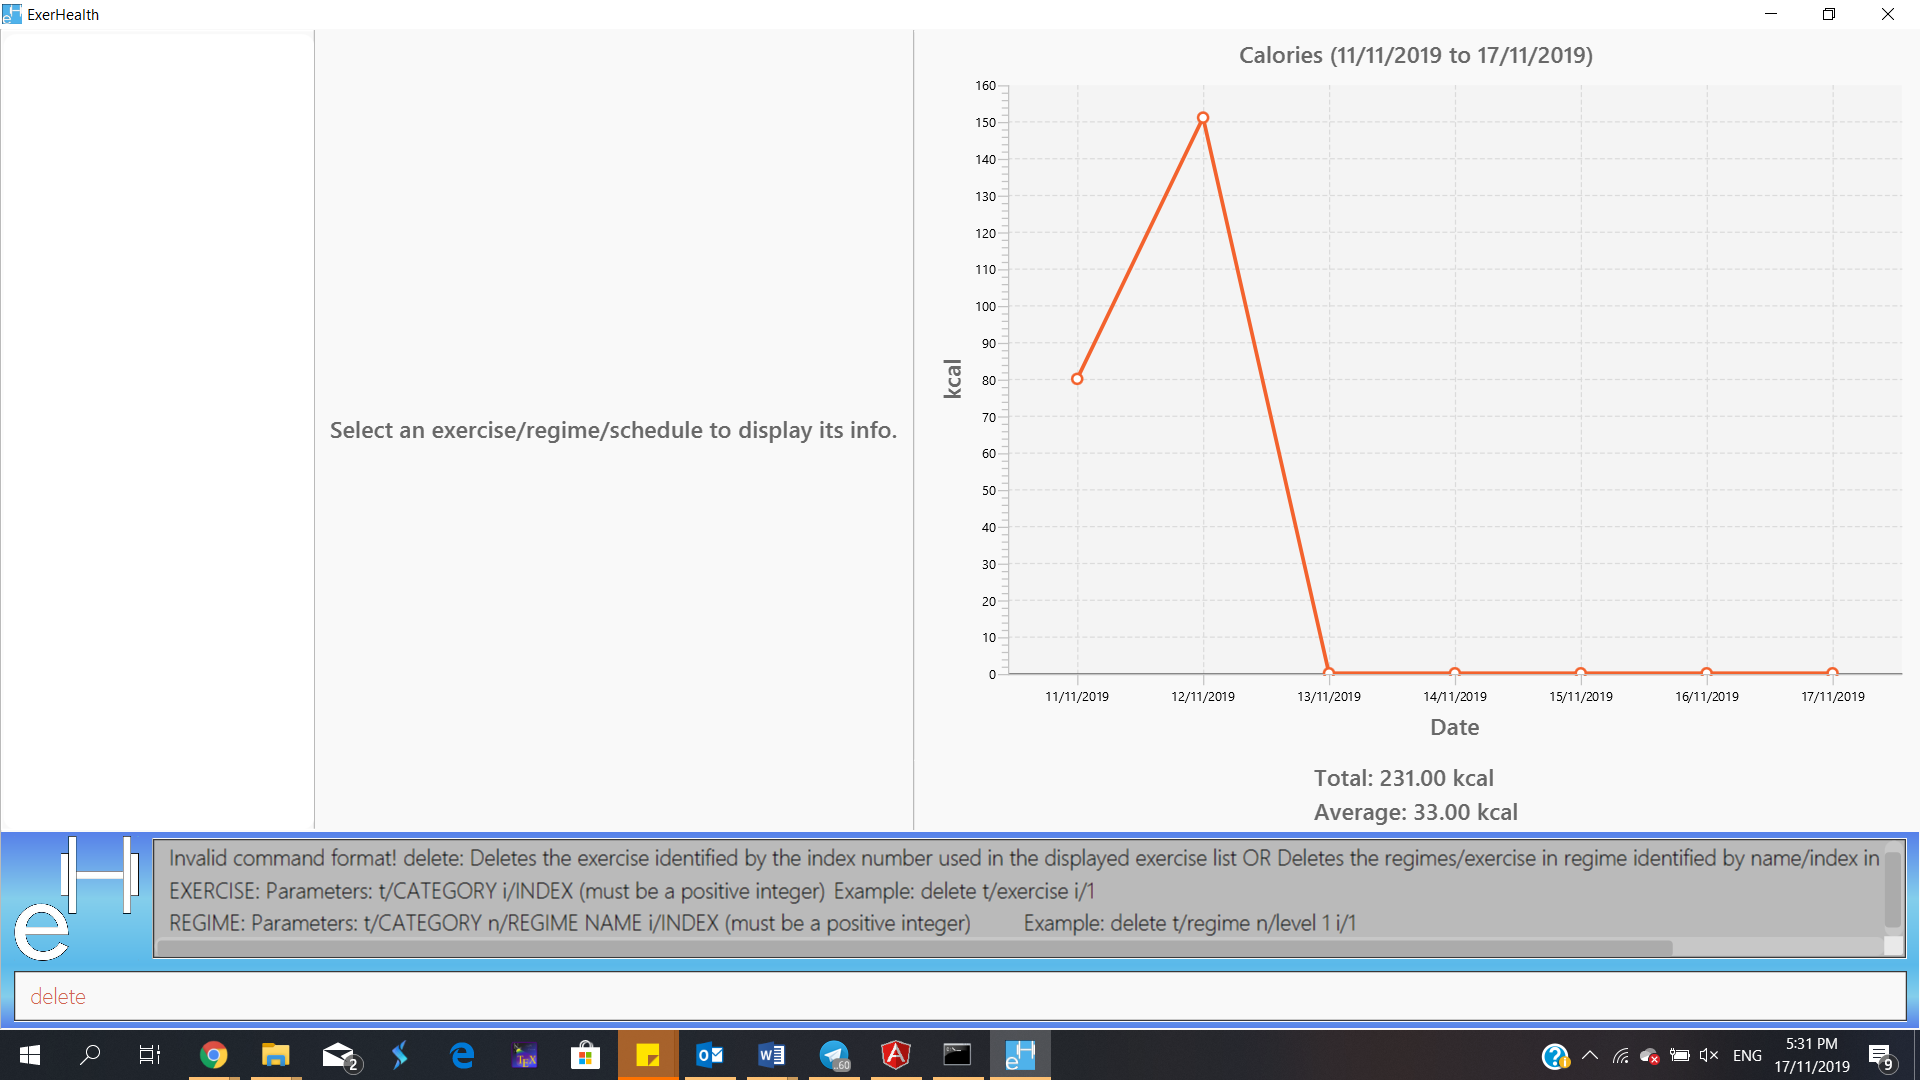 ExerHealth
Select an exercise/regime/schedule to display its info.
Calories (11/11/2019 to 17/11/2019)
160
150
140
130
120
110
100
90
80
70
60
50
40
30
20
10
0
kcal
11/11/2019 12/11/2019 13/11/2019 14/11/2019 15/11/2019 16/11/2019 17/11/2019
Date
Total: 231.00 kcal
Average: 33.00 kcal
eH
Invalid command format! delete: Deletes the exercise identified by the index number used in the displayed exercise list OR Deletes the regimes/exercise in regime identified by name/index in
EXERCISE: Parameters: t/CATEGORY i/INDEX (must be a positive integer) Example: delete t/exercise i/1
REGIME: Parameters: t/CATEGORY n/REGIME NAME i/INDEX (must be a positive integer) Example: delete t/regime n/level 1 i/1
delete
2
TEX
60
ENG
5:31 PM
17/11/2019
9